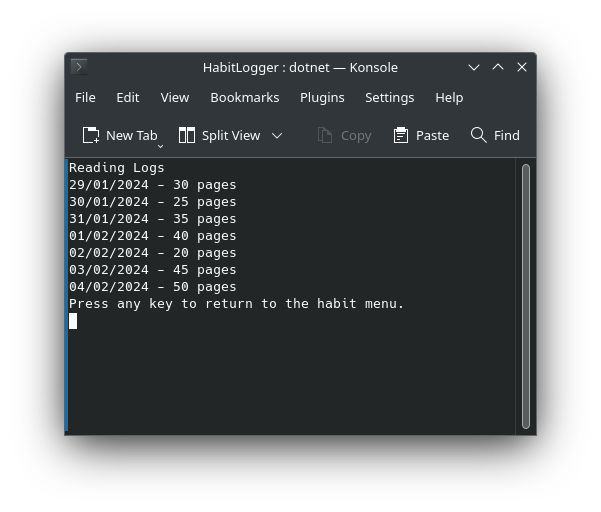 HabitLogger : dotnet — Konsole
File Edit View Bookmarks Plugins Settings Help
New Tab Split View Copy Paste Find
Reading Logs
29/01/2024 - 30 pages
30/01/2024 - 25 pages
31/01/2024 - 35 pages
01/02/2024 - 40 pages
02/02/2024 - 20 pages
03/02/2024 - 45 pages
04/02/2024 - 50 pages
Press any key to return to the habit menu.